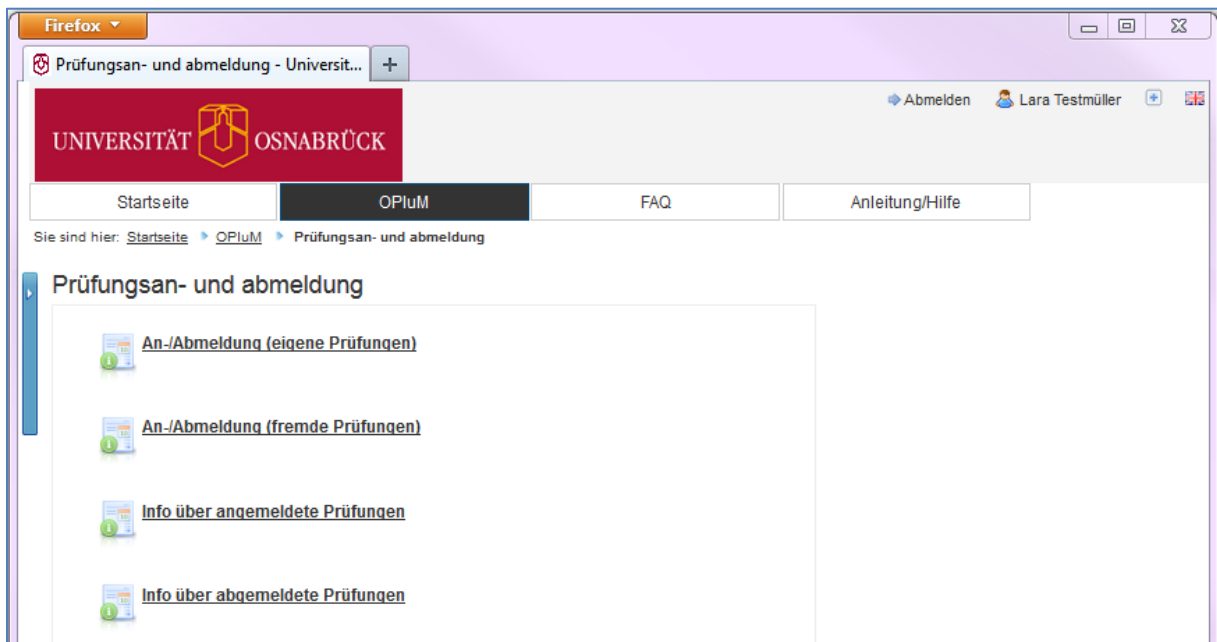 Firefox
Prüfungsan- und abmeldung - Universit...
Abmelden Lara Testmüller
UNIVERSITÄT OSNABRÜCK
Startseite OPIuM FAQ Anleitung/Hilfe
Sie sind hier: Startseite OPIuM Prüfungsan- und abmeldung
Prüfungsan- und abmeldung
An-/Abmeldung (eigene Prüfungen)
An-/Abmeldung (fremde Prüfungen)
Info über angemeldete Prüfungen
Info über abgemeldete Prüfungen